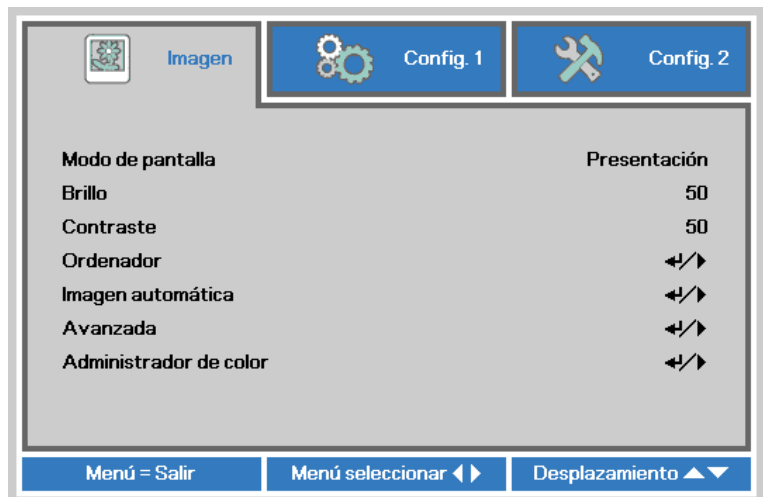 Imagen Config. 1 Config. 2
Modo de pantalla Presentación
Brillo 50
Contraste 50
Ordenador ↵/▶
Imagen automática ↵/▶
Avanzada ↵/▶
Administrador de color ↵/▶
Menú = Salir Menú seleccionar ◀▶ Desplazamiento ▲▼